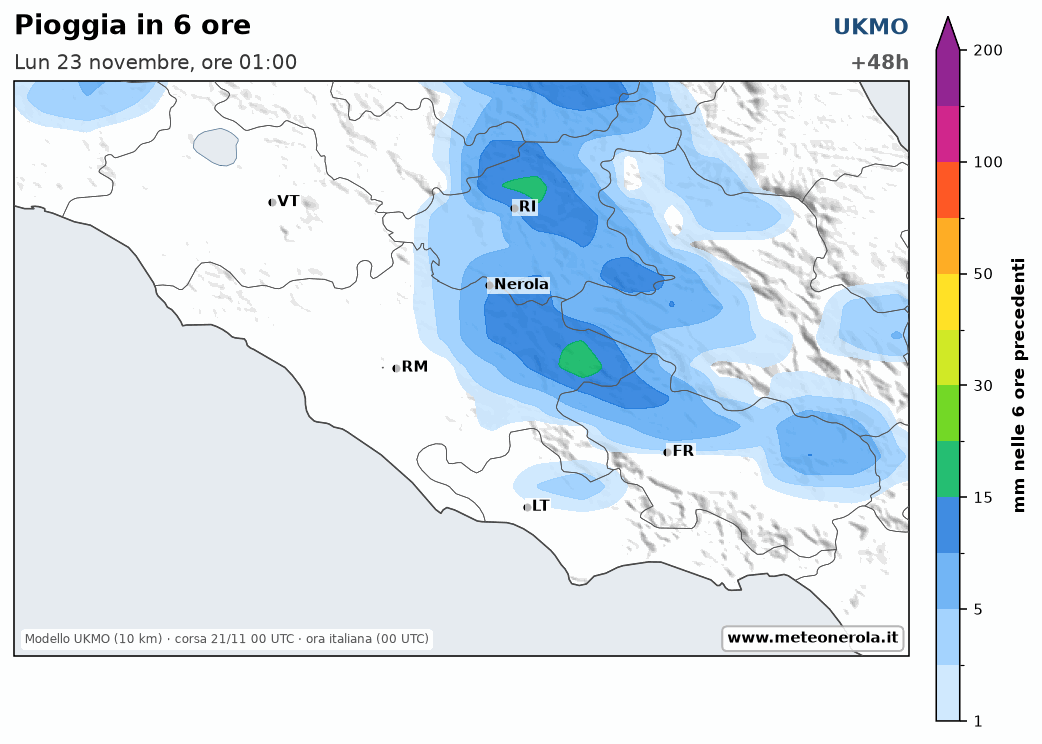 Pioggia in 6 ore
UKMO
Lun 23 novembre, ore 01:00
+48h
VT
RI
Nerola
RM
FR
LT
Modello UKMO (10 km) · corsa 21/11 00 UTC · ora italiana (00 UTC)
www.meteonerola.it
200
100
50
30
15
5
1
mm nelle 6 ore precedenti